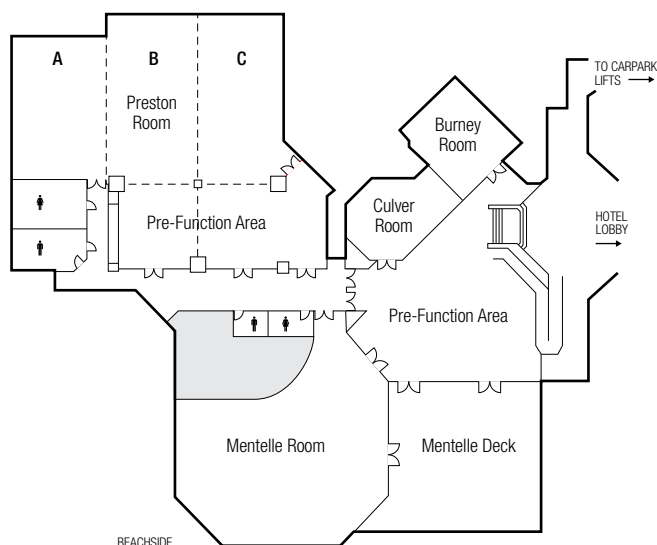 A B C
TO CARPARK
LIFTS
Preston
Room
Burney
Room
Culver
Room
HOTEL
LOBBY
Pre-Function Area
Pre-Function Area
Mentelle Room
Mentelle Deck
BEACHSIDE